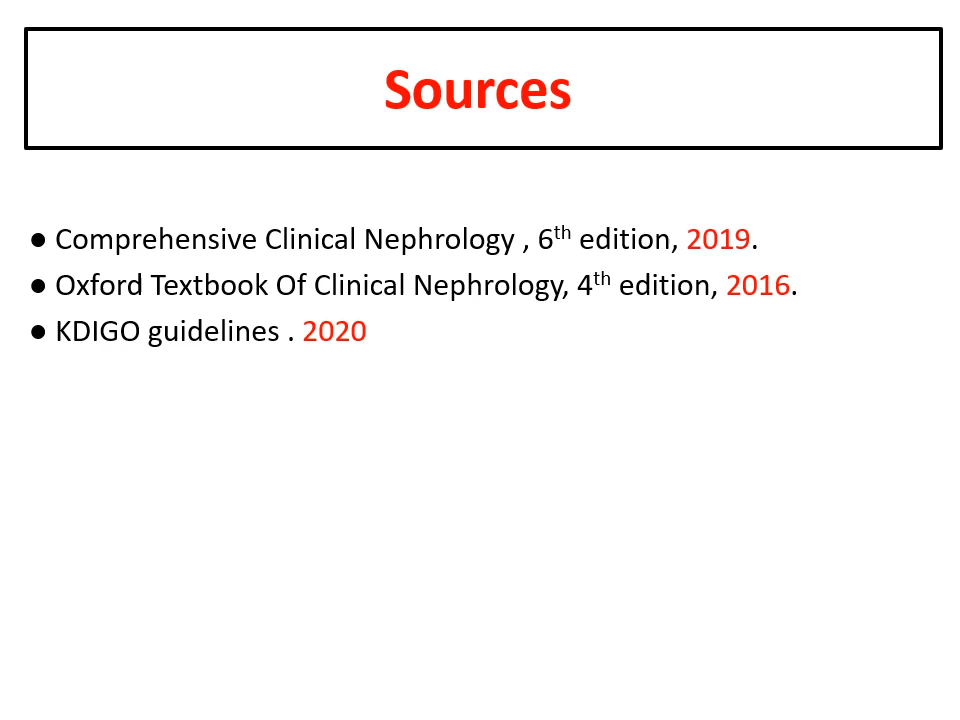 Sources
● Comprehensive Clinical Nephrology , 6th edition, 2019.
● Oxford Textbook Of Clinical Nephrology, 4th edition, 2016.
● KDIGO guidelines . 2020